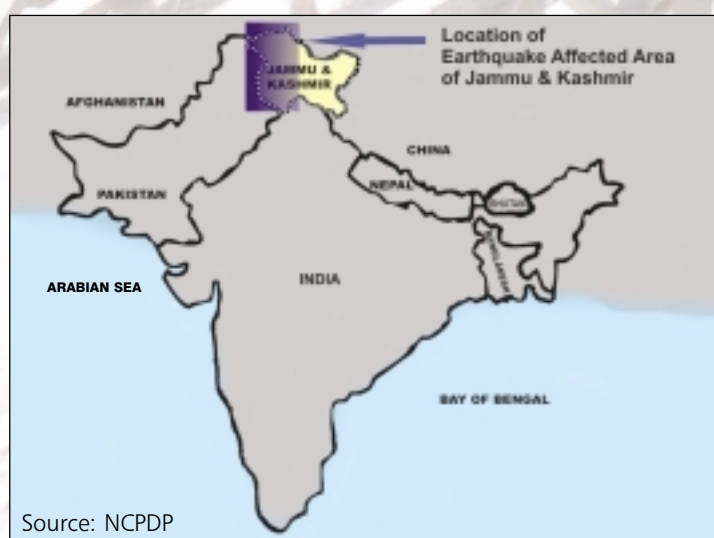 Location of
Earthquake Affected Area
of Jammu & Kashmir
JAMMU &
KASHMIR
AFGHANISTAN
CHINA
PAKISTAN
NEPAL
BHUTAN
BANGLADESH
ARABIAN SEA
INDIA
BAY OF BENGAL
Source: NCPDP